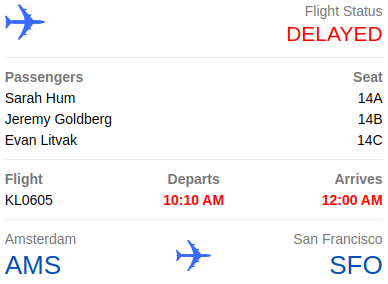 Flight Status
DELAYED
Passengers Seat
Sarah Hum 14A
Jeremy Goldberg 14B
Evan Litvak 14C
Flight Departs Arrives
KL0605 10:10 AM 12:00 AM
Amsterdam San Francisco
AMS SFO